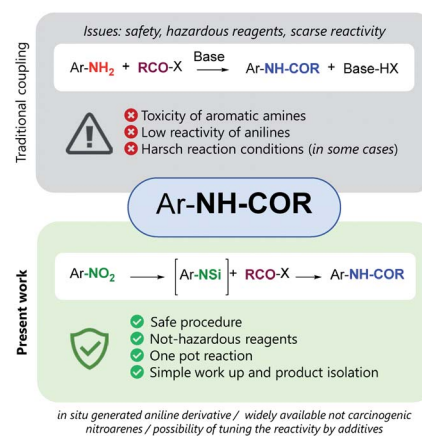 Issues: safety, hazardous reagents, scarse reactivity
Traditional coupling
Ar-NH2 + RCO-X Base Ar-NH-COR + Base-HX
Toxicity of aromatic amines
Low reactivity of anilines
Harsh reaction conditions (in some cases)
Ar-NH-COR
Present work
Ar-NO2 [Ar-NSi] + RCO-X Ar-NH-COR
Safe procedure
Not-hazardous reagents
One pot reaction
Simple work up and product isolation
in situ generated aniline derivative / widely available not carcinogenic
nitroarenes / possibility of tuning the reactivity by additives